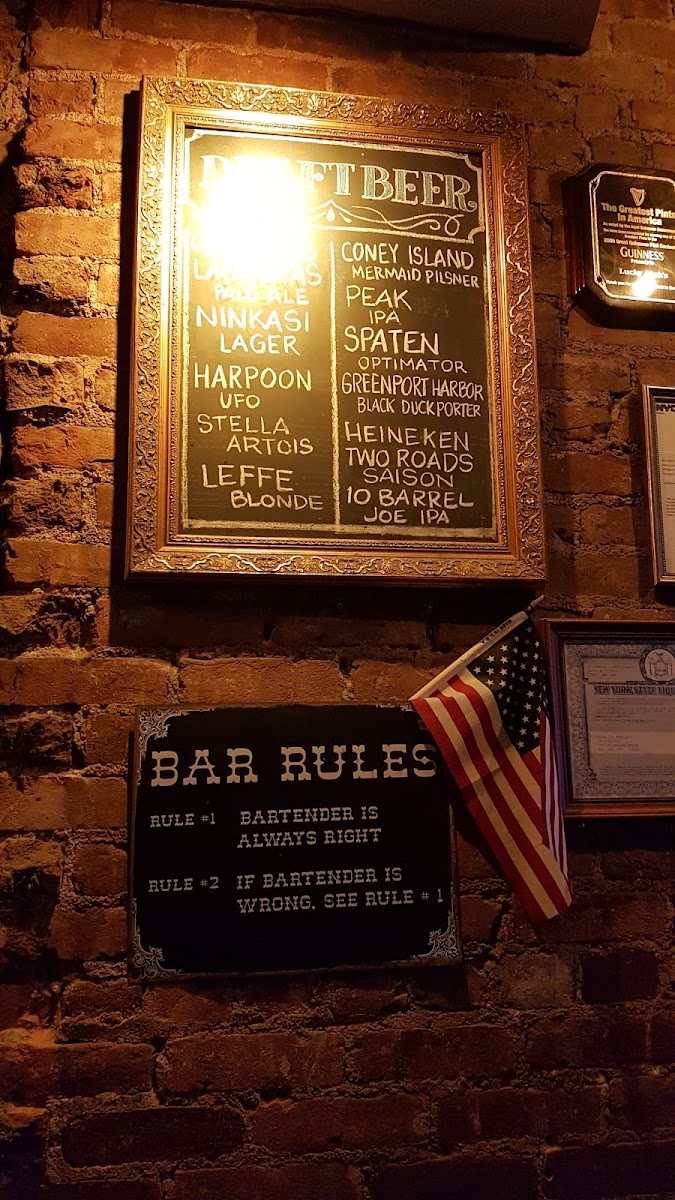 BEER
PALE ALE
NINKASI
LAGER
HARPOON
UFO
STELLA
ARTOIS
LEFFE
BLONDE
CONEY ISLAND
MERMAID PILSNER
PEAK
IPA
SPATEN
OPTIMATOR
GREENPORT HARBOR
BLACK DUCK PORTER
HEINEKEN
TWO ROADS
SAISON
10 BARREL
JOE IPA
The Greatest Pints
In America
GUINNESS
NYC
NEW YORK STATE
BAR RULES
RULE #1 BARTENDER IS
ALWAYS RIGHT
RULE #2 IF BARTENDER IS
WRONG, SEE RULE # 1